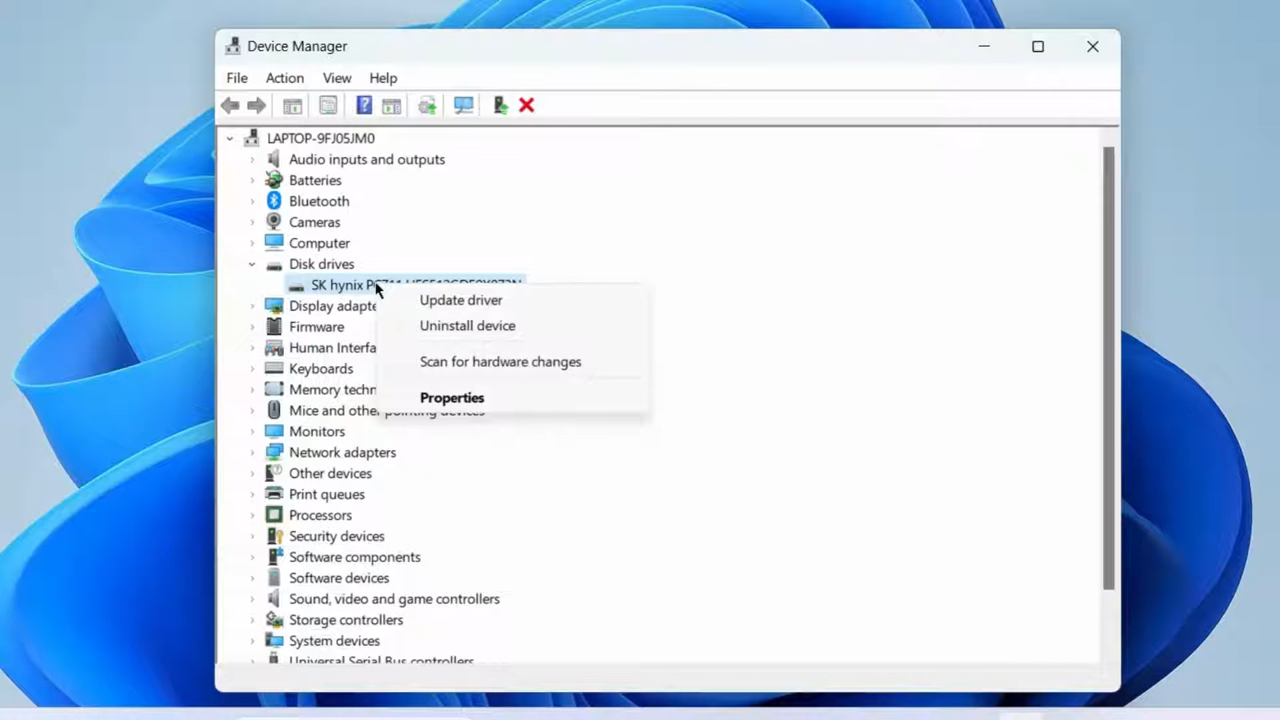 Device Manager
File Action View Help
LAPTOP-9FJ05JM0
Audio inputs and outputs
Batteries
Bluetooth
Cameras
Computer
Disk drives
SK hynix
Update driver
Display adapte
Uninstall device
Firmware
Human Interfa
Scan for hardware changes
Keyboards
Memory techn
Properties
Mice and other pointing devices
Monitors
Network adapters
Other devices
Print queues
Processors
Security devices
Software components
Software devices
Sound, video and game controllers
Storage controllers
System devices
Universal Serial Bus controllers